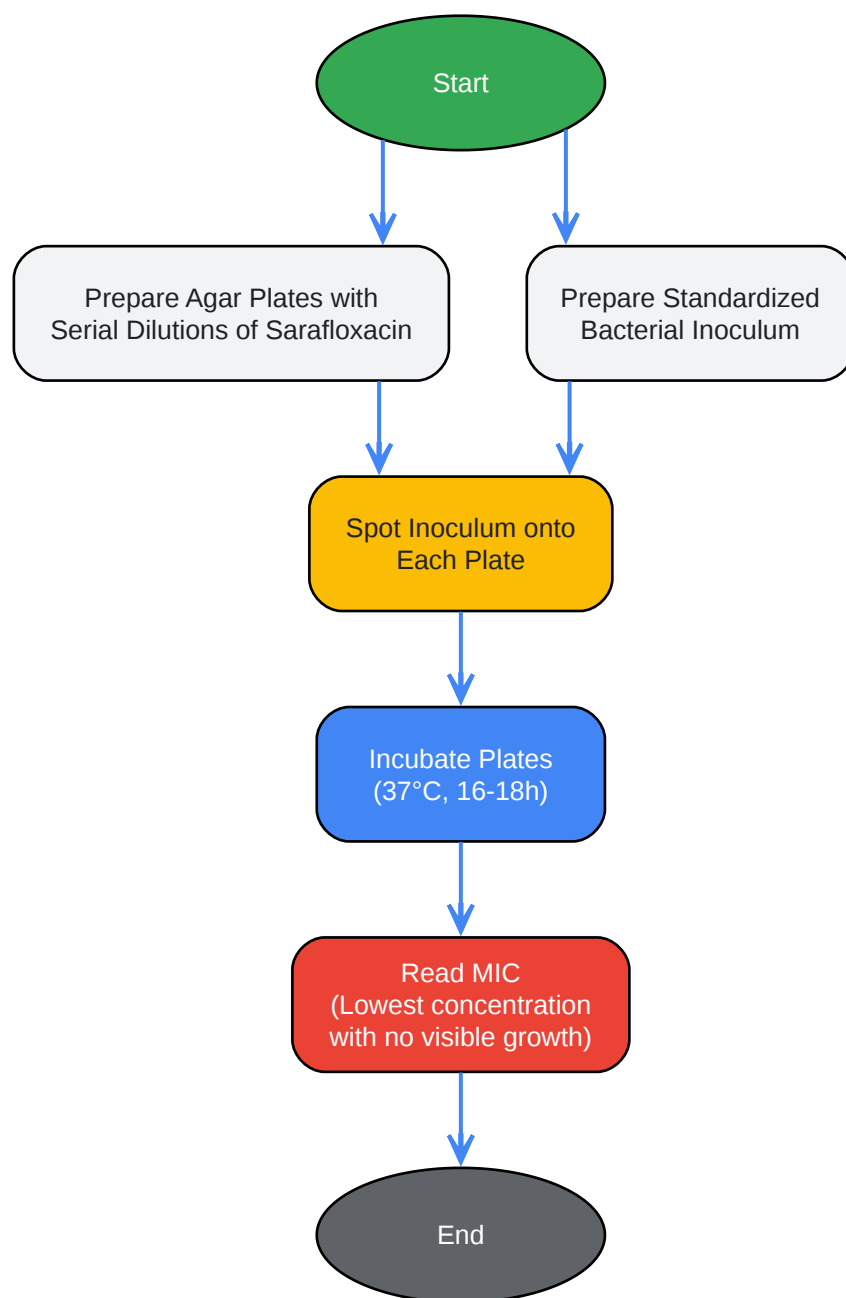 Start
Prepare Agar Plates with
Serial Dilutions of Sarafloxacin
Prepare Standardized
Bacterial Inoculum
Spot Inoculum onto
Each Plate
Incubate Plates
(37°C, 16-18h)
Read MIC
(Lowest concentration
with no visible growth)
End